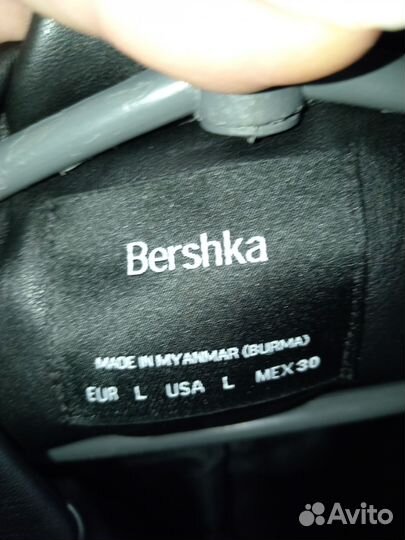 Bershka
MADE IN MYANMAR (BURMA)
EUR L USA L MEX 30
Avito